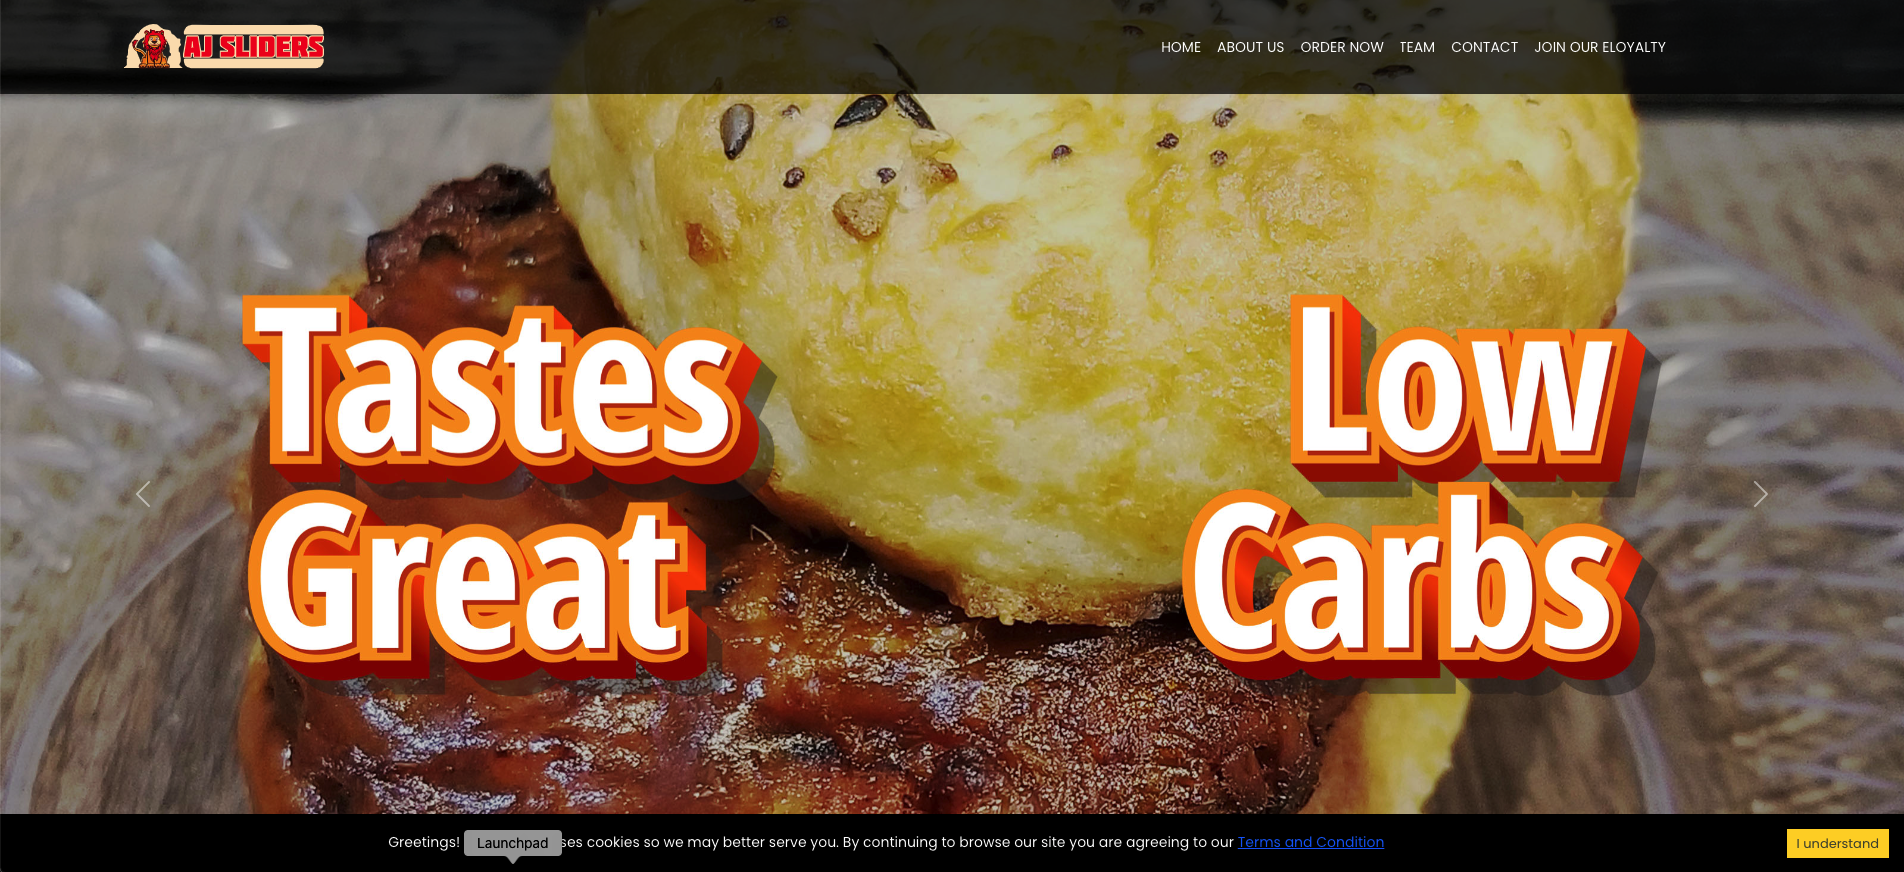 AJ SLIDERS
HOME ABOUT US ORDER NOW TEAM CONTACT JOIN OUR ELOYALTY
Tastes
Great
Low
Carbs
Greetings! ses cookies so we may better serve you. By continuing to browse our site you are agreeing to our Terms and Condition
Launchpad
I understand